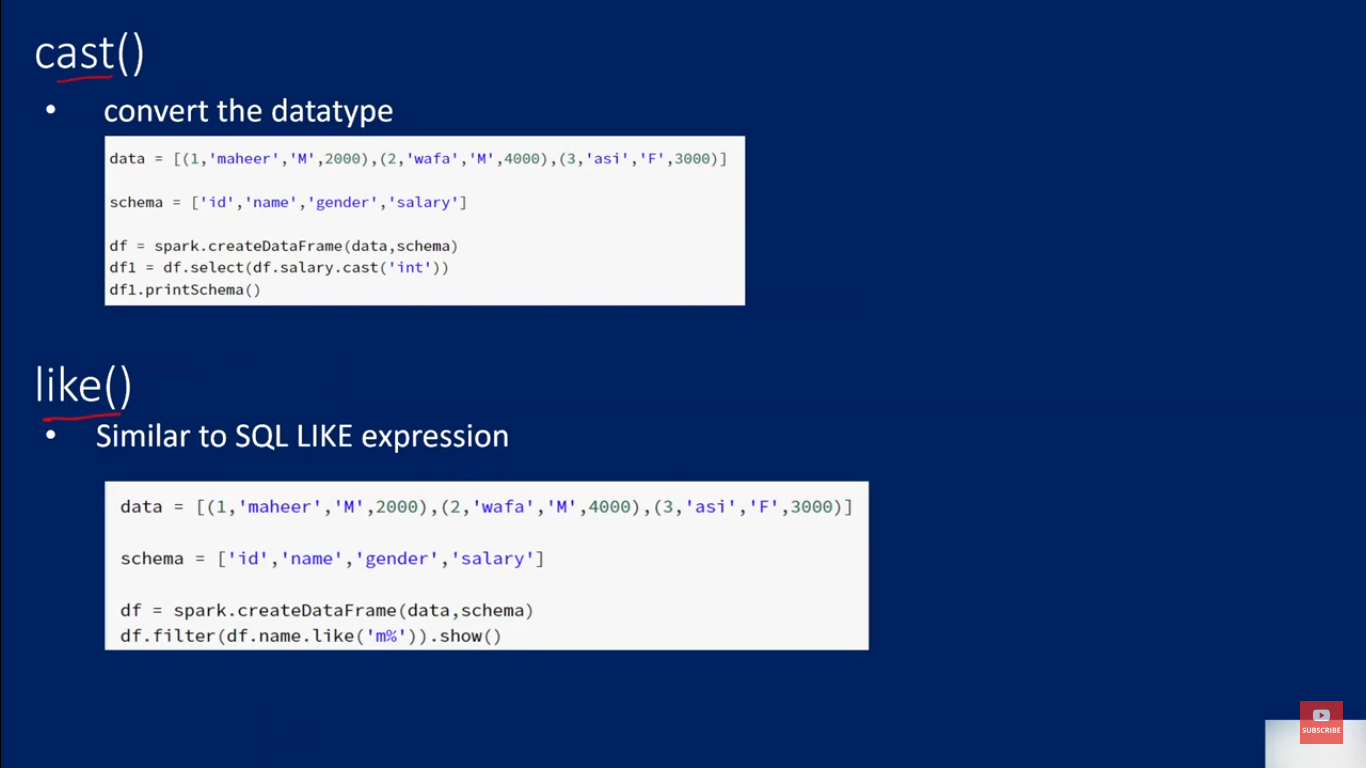 cast()
• convert the datatype
data = [(1,'maheer','M',2000),(2,'wafa','M',4000),(3,'asi','F',3000)]
schema = ['id','name','gender','salary']
df = spark.createDataFrame(data,schema)
df1 = df.select(df.salary.cast('int'))
df1.printSchema()
like()
• Similar to SQL LIKE expression
data = [(1,'maheer','M',2000),(2,'wafa','M',4000),(3,'asi','F',3000)]
schema = ['id','name','gender','salary']
df = spark.createDataFrame(data,schema)
df.filter(df.name.like('m%')).show()
SUBSCRIBE